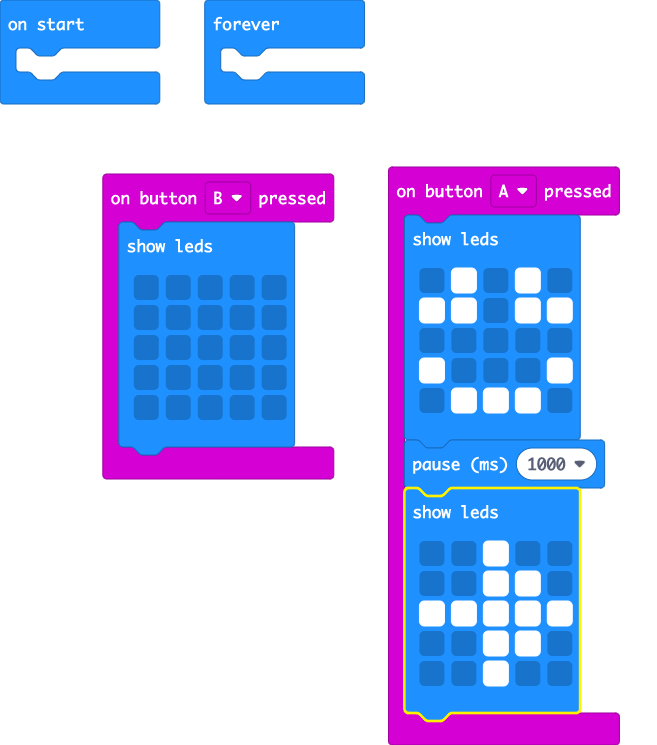 on start
forever
on button B pressed
show leds
on button A pressed
show leds
pause (ms) 1000
show leds